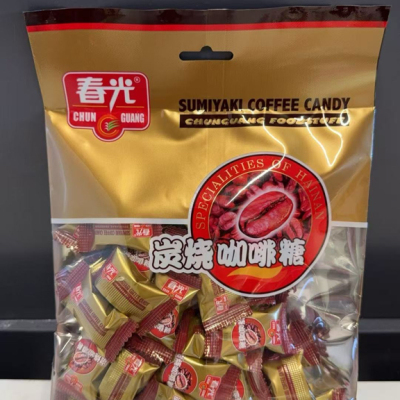 春光®
CHUN GUANG
SUMIYAKI COFFEE CANDY
CHUNGUANG FOODSTUFF
SPECIALITIES OF HAINAN
炭烧咖啡糖